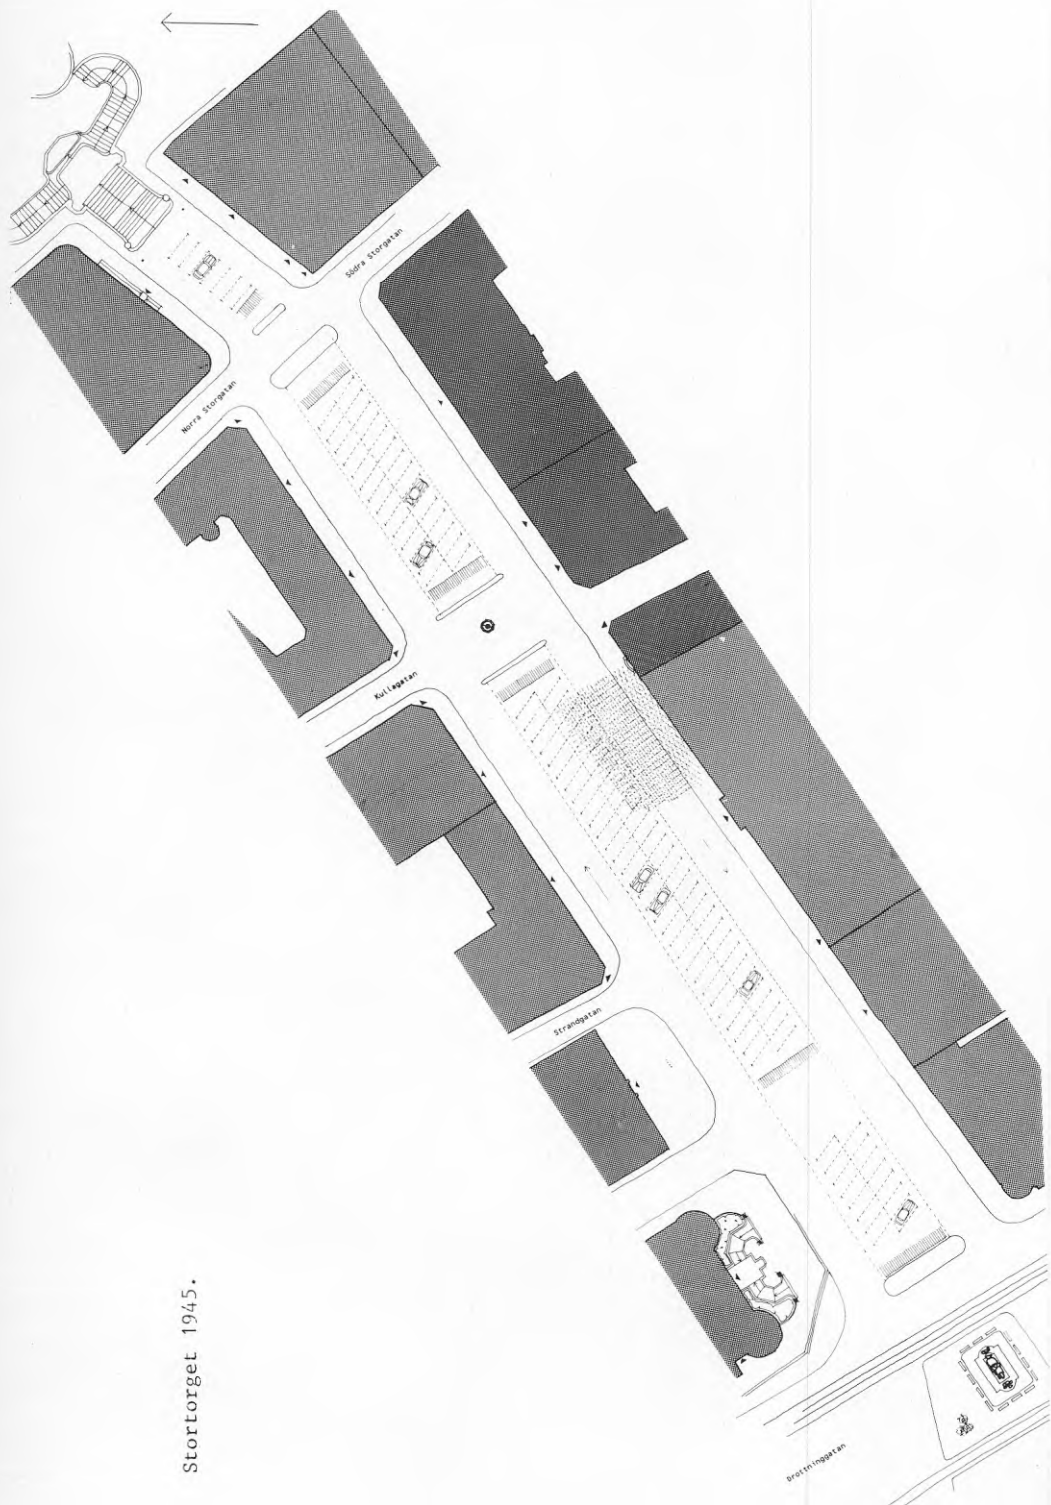 Södra Storgatan
Norra Storgatan
Kullagatan
Strandgatan
Drottninggatan
Stortorget 1945.